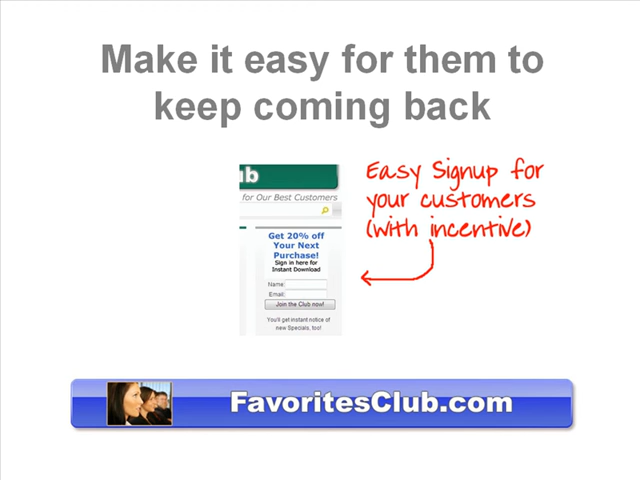 Make it easy for them to
keep coming back
ub
for Our Best Customers
Easy Signup for
your customers
(with incentive)
Get 20% off
Your Next
Purchase!
Sign in here for
Instant Download
Name:
Email:
Join the Club now!
You'll get instant notice
of new Specials, too!
FavoritesClub.com